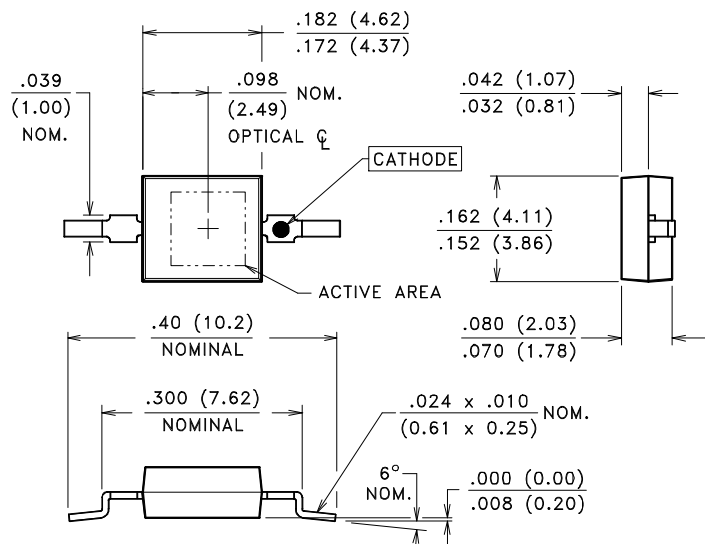 .182 (4.62)
.172 (4.37)
.039
(1.00)
NOM.
.098
(2.49)
NOM.
OPTICAL ℄
.042 (1.07)
.032 (0.81)
CATHODE
.162 (4.11)
.152 (3.86)
ACTIVE AREA
.40 (10.2)
NOMINAL
.080 (2.03)
.070 (1.78)
.300 (7.62)
NOMINAL
.024 x .010
(0.61 x 0.25)
NOM.
6°
NOM.
.000 (0.00)
.008 (0.20)